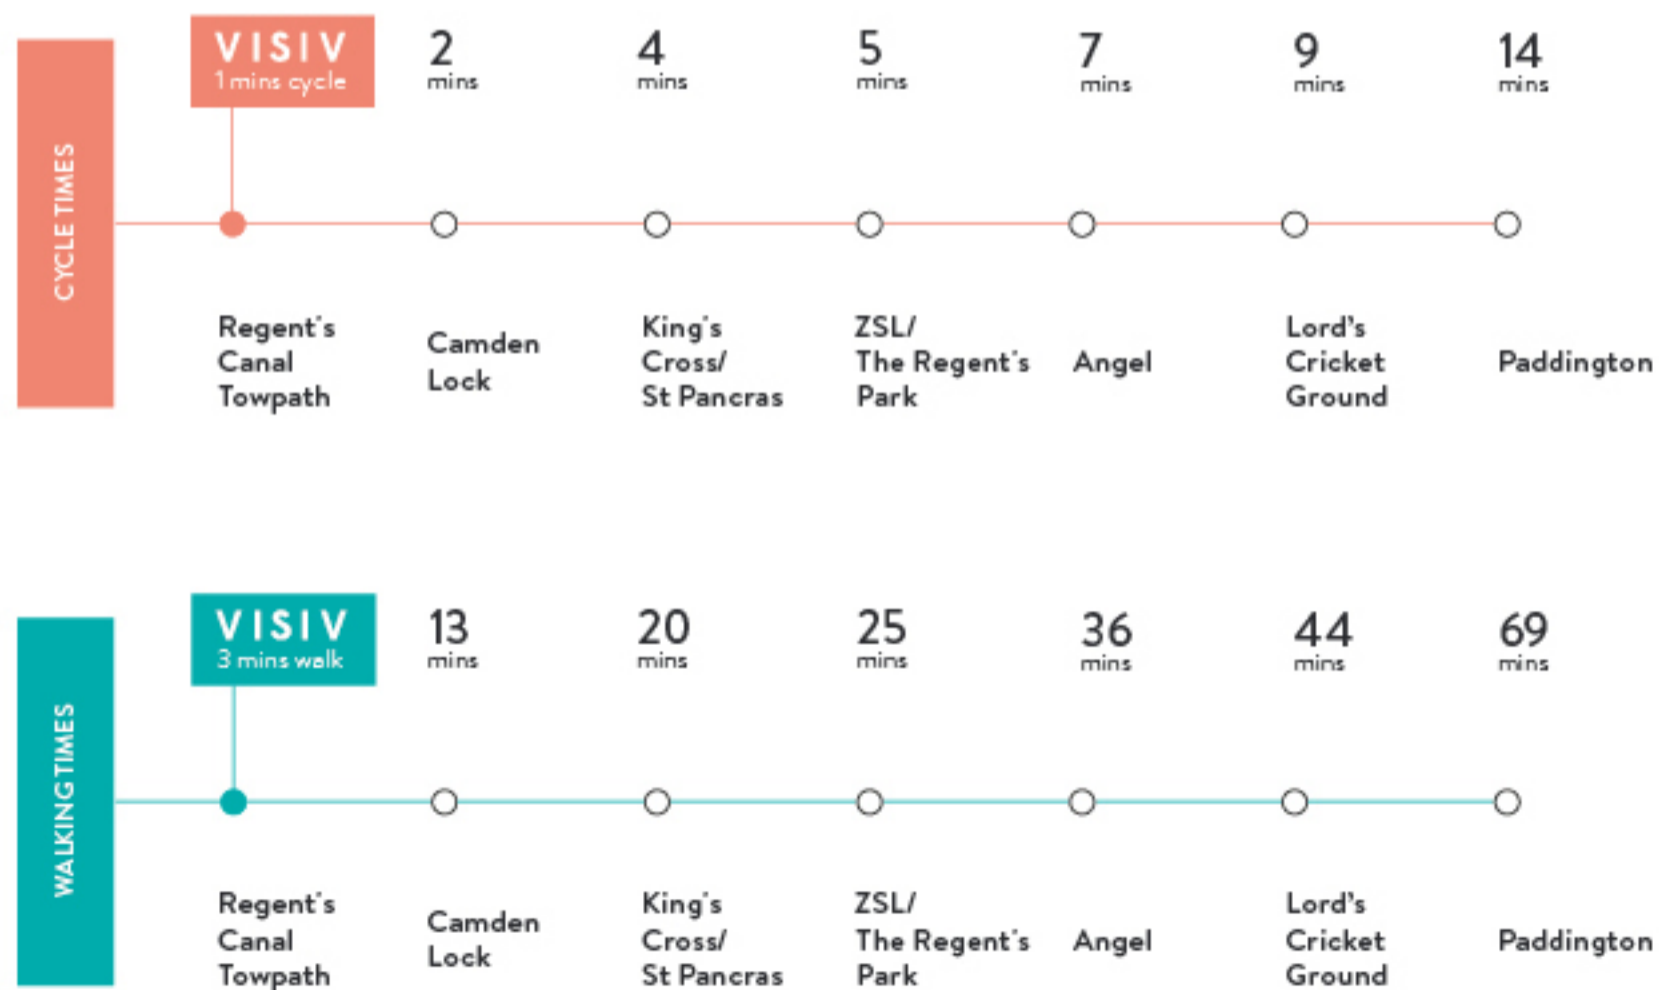 CYCLE TIMES
VISIV
1 mins cycle
2
mins
4
mins
5
mins
7
mins
9
mins
14
mins
Regent's
Canal
Towpath
Camden
Lock
King's
Cross/
St Pancras
ZSL/
The Regent's
Park
Angel
Lord's
Cricket
Ground
Paddington
WALKING TIMES
VISIV
3 mins walk
13
mins
20
mins
25
mins
36
mins
44
mins
69
mins
Regent's
Canal
Towpath
Camden
Lock
King's
Cross/
St Pancras
ZSL/
The Regent's
Park
Angel
Lord's
Cricket
Ground
Paddington